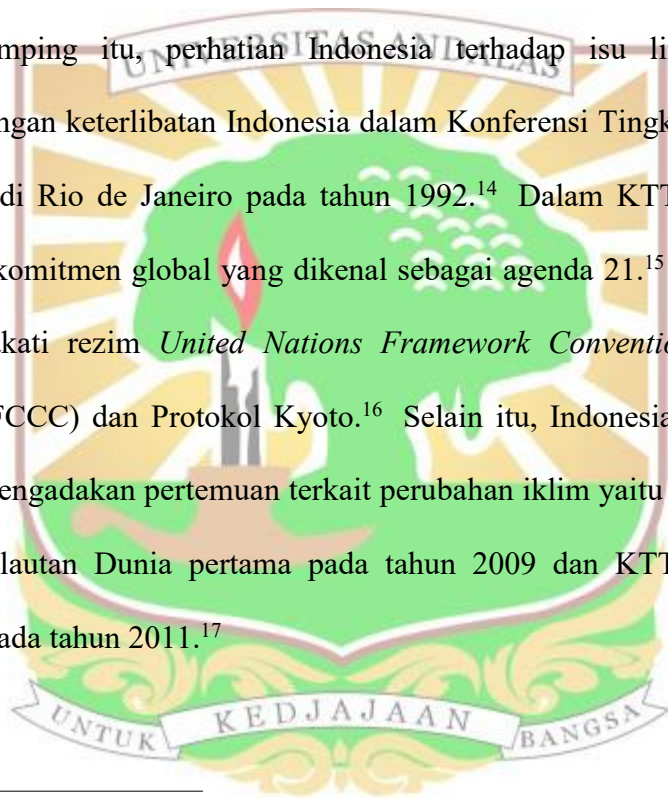 UNIVERSITAS ANDALAS
mping itu, perhatian Indonesia terhadap isu li
ngan keterlibatan Indonesia dalam Konferensi Tingk
di Rio de Janeiro pada tahun 1992.¹⁴ Dalam KTT
komitmen global yang dikenal sebagai agenda 21.¹⁵
kati rezim United Nations Framework Conventio
FCCC) dan Protokol Kyoto.¹⁶ Selain itu, Indonesia
engadakan pertemuan terkait perubahan iklim yaitu
lautan Dunia pertama pada tahun 2009 dan KTT
ada tahun 2011.¹⁷
UNTUK KEDJAJAAN BANGSA